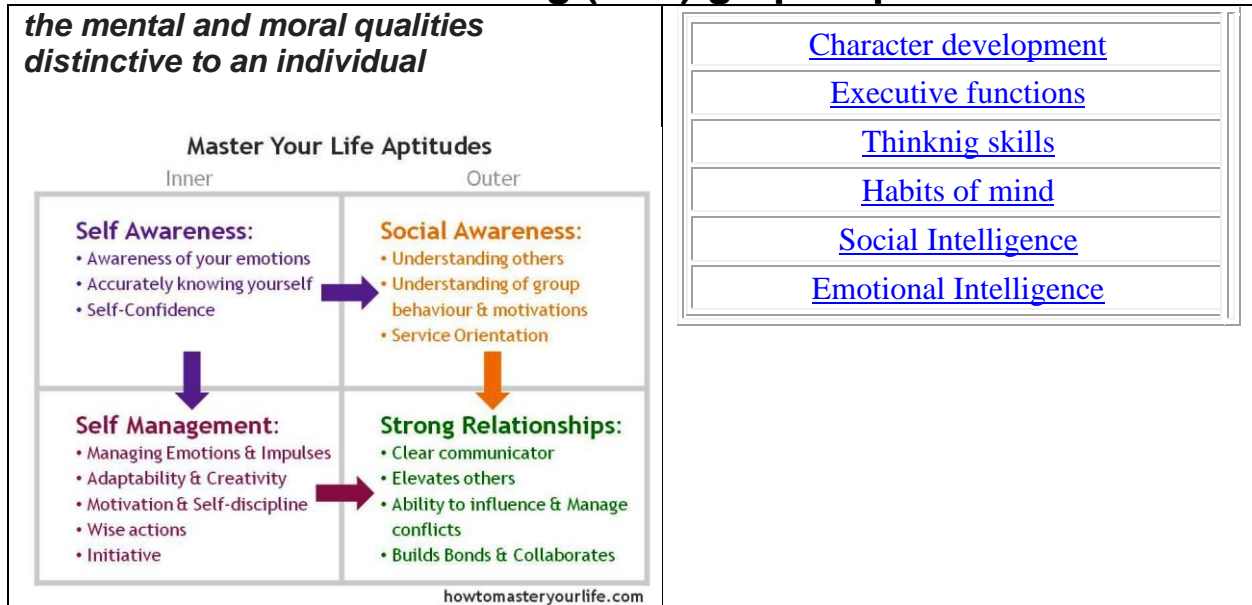 the mental and moral qualities
distinctive to an individual
Master Your Life Aptitudes
Inner
Outer
Self Awareness:
• Awareness of your emotions
• Accurately knowing yourself
• Self-Confidence
Social Awareness:
• Understanding others
• Understanding of group
behaviour & motivations
• Service Orientation
Self Management:
• Managing Emotions & Impulses
• Adaptability & Creativity
• Motivation & Self-discipline
• Wise actions
• Initiative
Strong Relationships:
• Clear communicator
• Elevates others
• Ability to influence & Manage
conflicts
• Builds Bonds & Collaborates
howtomasteryourlife.com
Character development
Executive functions
Thinknig skills
Habits of mind
Social Intelligence
Emotional Intelligence